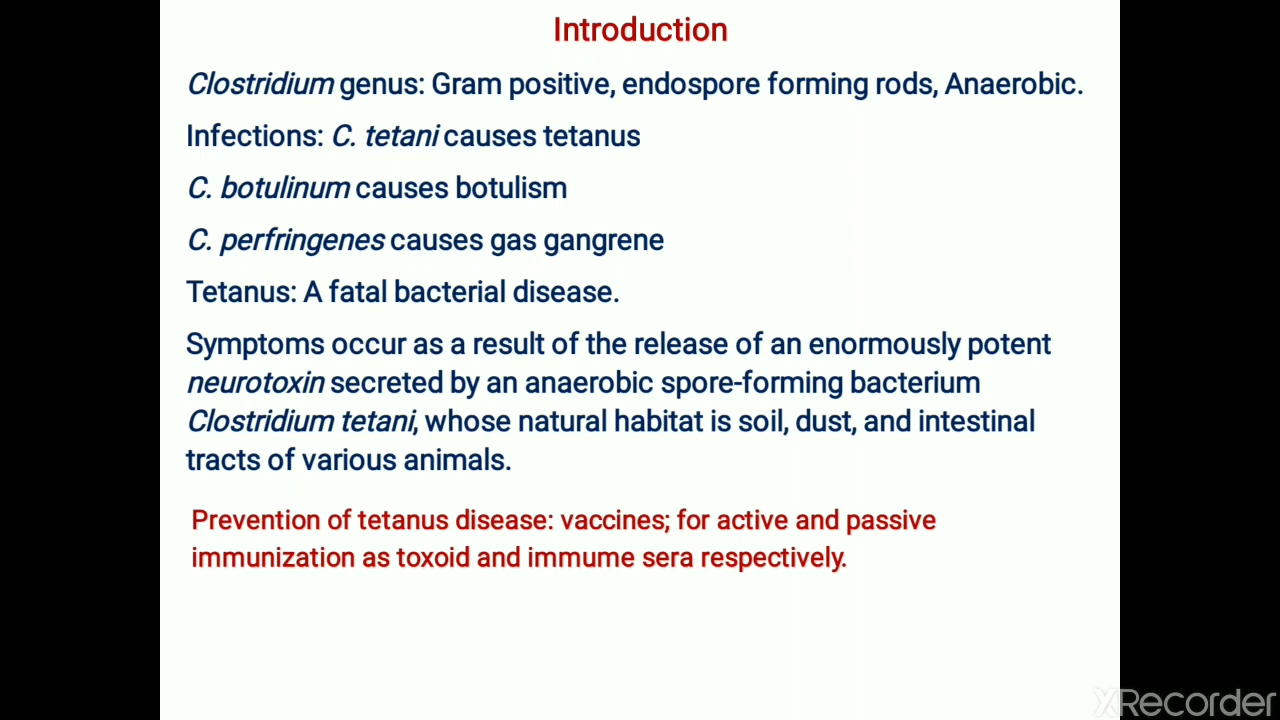 Introduction
Clostridium genus: Gram positive, endospore forming rods, Anaerobic.
Infections: C. tetani causes tetanus
C. botulinum causes botulism
C. perfringenes causes gas gangrene
Tetanus: A fatal bacterial disease.
Symptoms occur as a result of the release of an enormously potent
neurotoxin secreted by an anaerobic spore-forming bacterium
Clostridium tetani, whose natural habitat is soil, dust, and intestinal
tracts of various animals.
Prevention of tetanus disease: vaccines; for active and passive
immunization as toxoid and immume sera respectively.
XRecorder